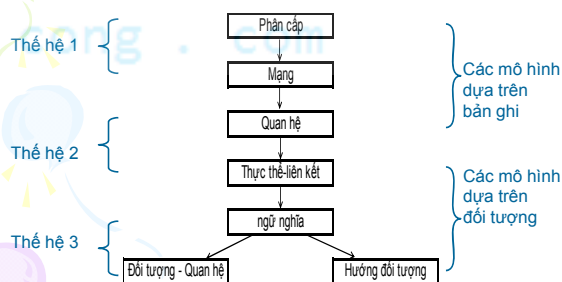 cong . com
Phân cấp
Thế hệ 1
Mạng
Các mô hình
dựa trên
bản ghi
Quan hệ
Thế hệ 2
Thực thể-liên kết
Các mô hình
dựa trên
đối tượng
ngữ nghĩa
Thế hệ 3
Đối tượng - Quan hệ
Hướng đối tượng